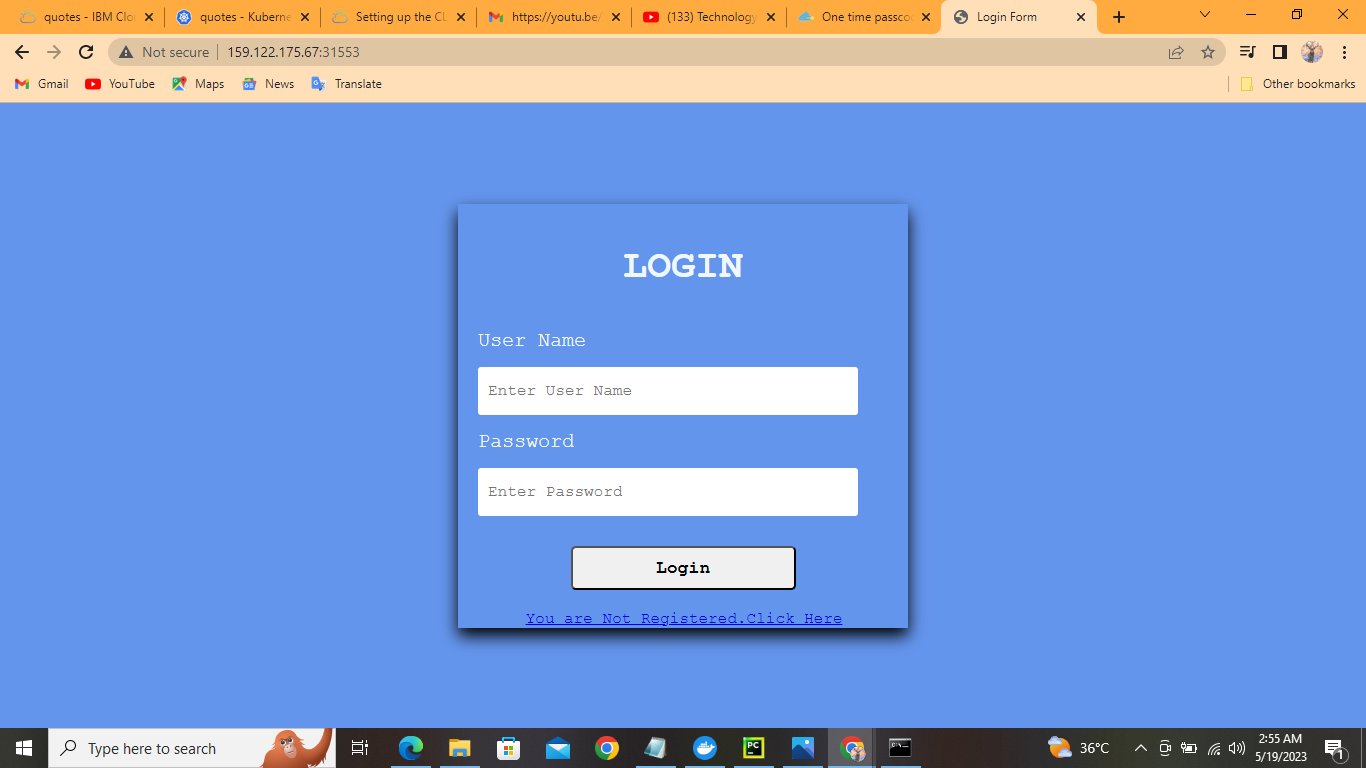 quotes - IBM Clo
quotes - Kuberne
Setting up the CL
https://youtu.be/
(133) Technology
One time passco
Login Form
Not secure
159.122.175.67:31553
Gmail
YouTube
Maps
News
Translate
Other bookmarks
LOGIN
User Name
Enter User Name
Password
Enter Password
Login
You are Not Registered.Click Here
Type here to search
PC
36°C
2:55 AM
5/19/2023
1